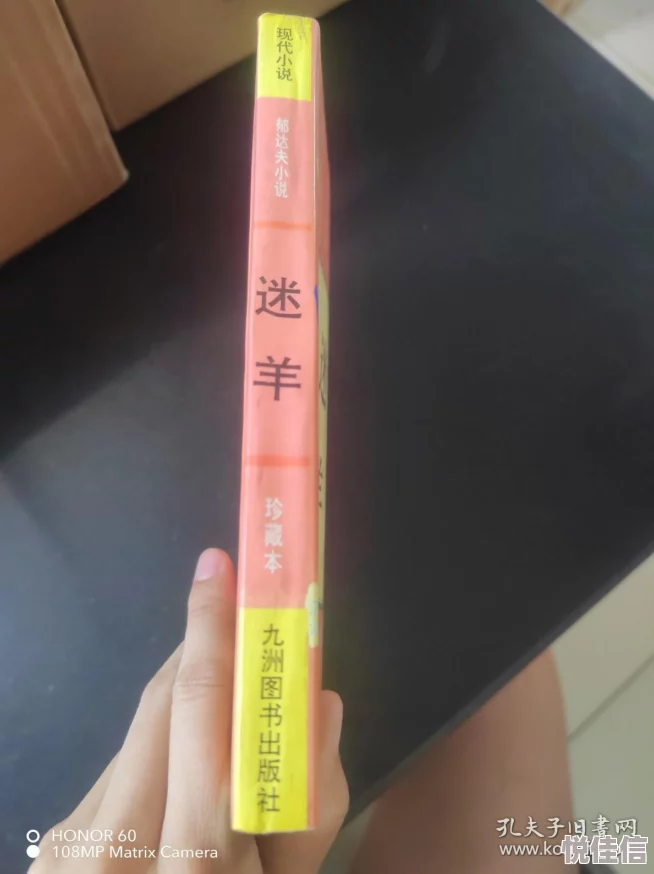 现代小说
郁达夫小说
迷羊
珍藏本
九洲图书出版社
HONOR 60
108MP Matrix Camera
孔夫子旧書网
悦佳信